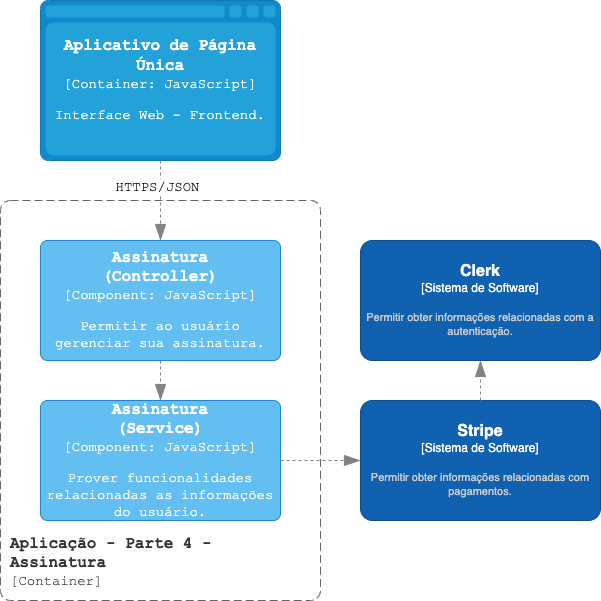 Aplicativo de Página
Única
[Container: JavaScript]
Interface Web - Frontend.
HTTPS/JSON
Assinatura
(Controller)
[Component: JavaScript]
Permitir ao usuário
gerenciar sua assinatura.
Clerk
[Sistema de Software]
Permitir obter informações relacionadas com a
autenticação.
Assinatura
(Service)
[Component: JavaScript]
Prover funcionalidades
relacionadas as informações
do usuário.
Stripe
[Sistema de Software]
Permitir obter informações relacionadas com
pagamentos.
Aplicação - Parte 4 -
Assinatura
[Container]